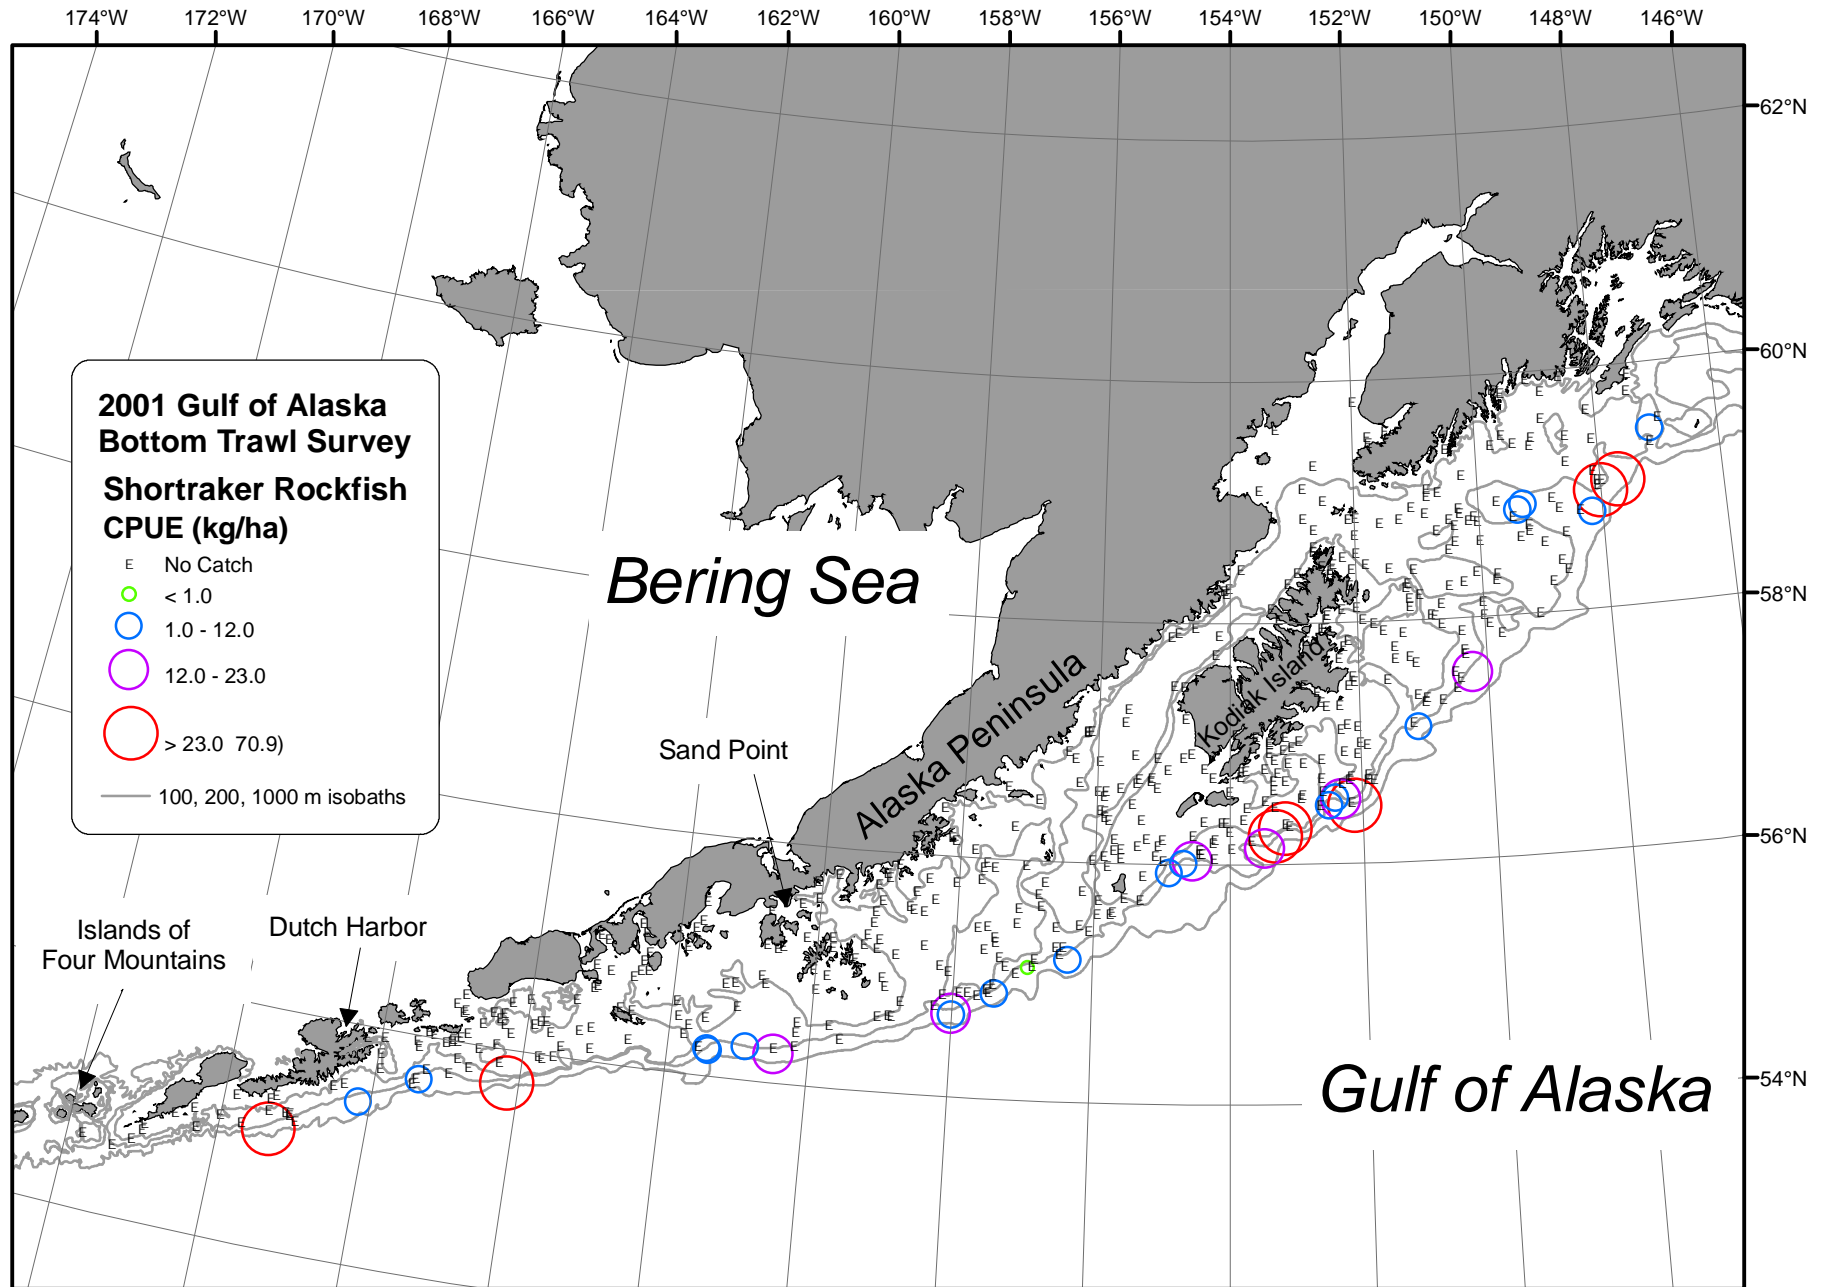 174°W 172°W 170°W 168°W 166°W 164°W 162°W 160°W 158°W 156°W 154°W 152°W 150°W 148°W 146°W
62°N
60°N
58°N
56°N
54°N
2001 Gulf of Alaska
Bottom Trawl Survey
Shortraker Rockfish
CPUE (kg/ha)
E No Catch
< 1.0
1.0 - 12.0
12.0 - 23.0
> 23.0 70.9)
100, 200, 1000 m isobaths
Bering Sea
Alaska Peninsula
Kodiak Island
Sand Point
Dutch Harbor
Islands of
Four Mountains
Gulf of Alaska